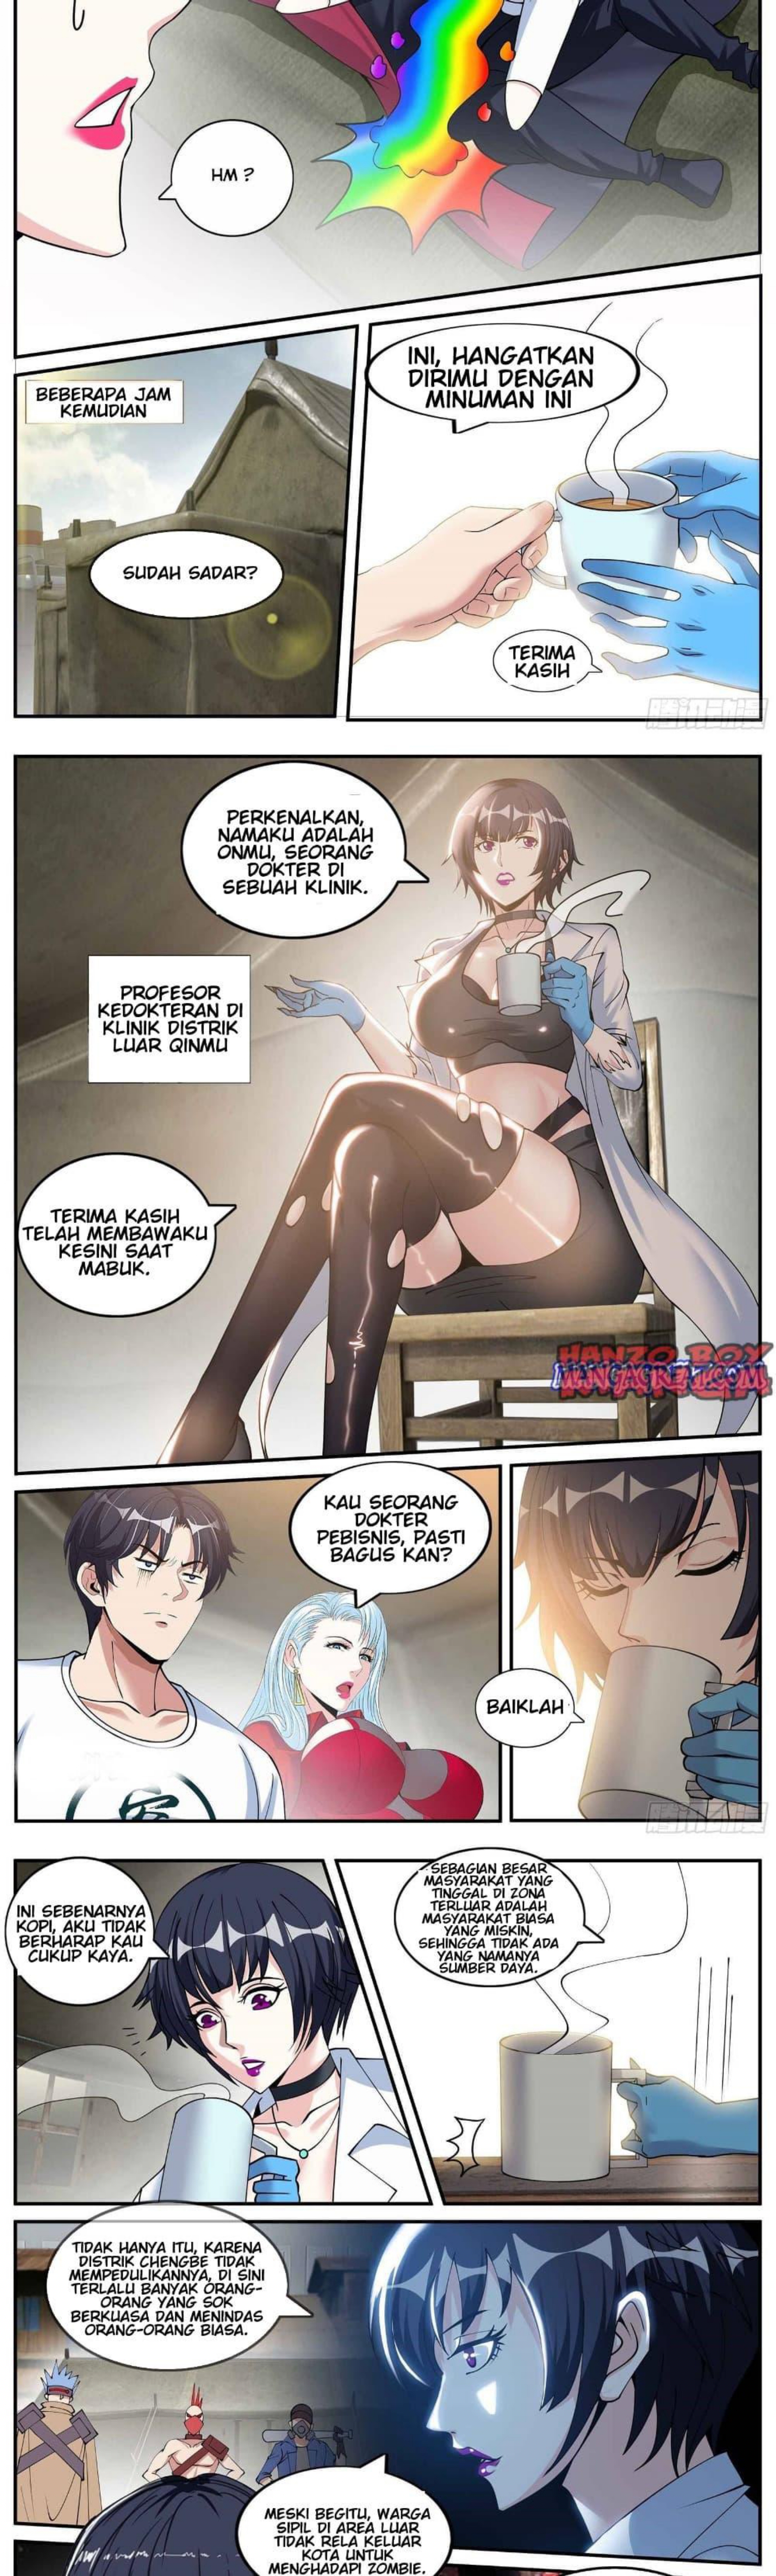 HM ?
BEBERAPA JAM
KEMUDIAN
SUDAH SADAR?
INI, HANGATKAN
DIRIMU DENGAN
MINUMAN INI
TERIMA
KASIH
PERKENALKAN,
NAMAKU ADALAH
ONMU, SEORANG
DOKTER DI
SEBUAH KLINIK.
PROFESOR
KEDOKTERAN DI
KLINIK DISTRIK
LUAR QINMU
TERIMA KASIH
TELAH MEMBAWAKU
KESINI SAAT
MABUK.
HANZO BOX
MANGACREAT.COM
KAU SEORANG
DOKTER
PEBISNIS, PASTI
BAGUS KAN?
BAIKLAH
INI SEBENARNYA
KOPI, AKU TIDAK
BERHARAP KAU
CUKUP KAYA.
SEBAGIAN BESAR
MASYARAKAT YANG
TINGGAL DI ZONA
TERLUAR ADALAH
MASYARAKAT BIASA
YANG MISKIN,
SEHINGGA TIDAK ADA
YANG NAMANYA
SUMBER DAYA.
TIDAK HANYA ITU, KARENA
DISTRIK CHENGBE TIDAK
MEMPEDULIKANNYA, DI SINI
TERLALU BANYAK ORANG-
ORANG YANG SOK
BERKUASA DAN MENINDAS
ORANG-ORANG BIASA.
MESKI BEGITU, WARGA
SIPIL DI AREA LUAR
TIDAK RELA KELUAR
KOTA UNTUK
MENGHADAPI ZOMBIE.